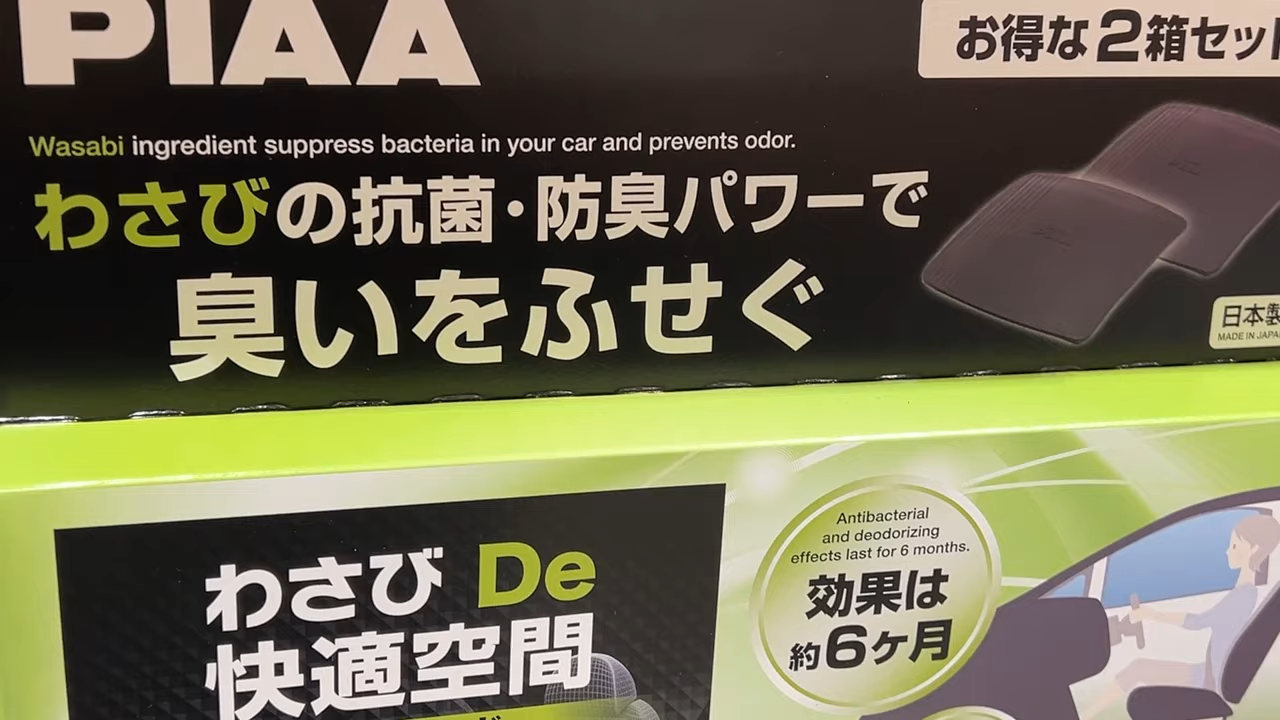 PIAA
お得な2箱セット
Wasabi ingredient suppress bacteria in your car and prevents odor.
わさびの抗菌・防臭パワーで
臭いをふせぐ
日本製
MADE IN JAPAN
わさび De
快適空間
Antibacterial
and deodorizing
effects last for 6 months.
効果は
約6ケ月